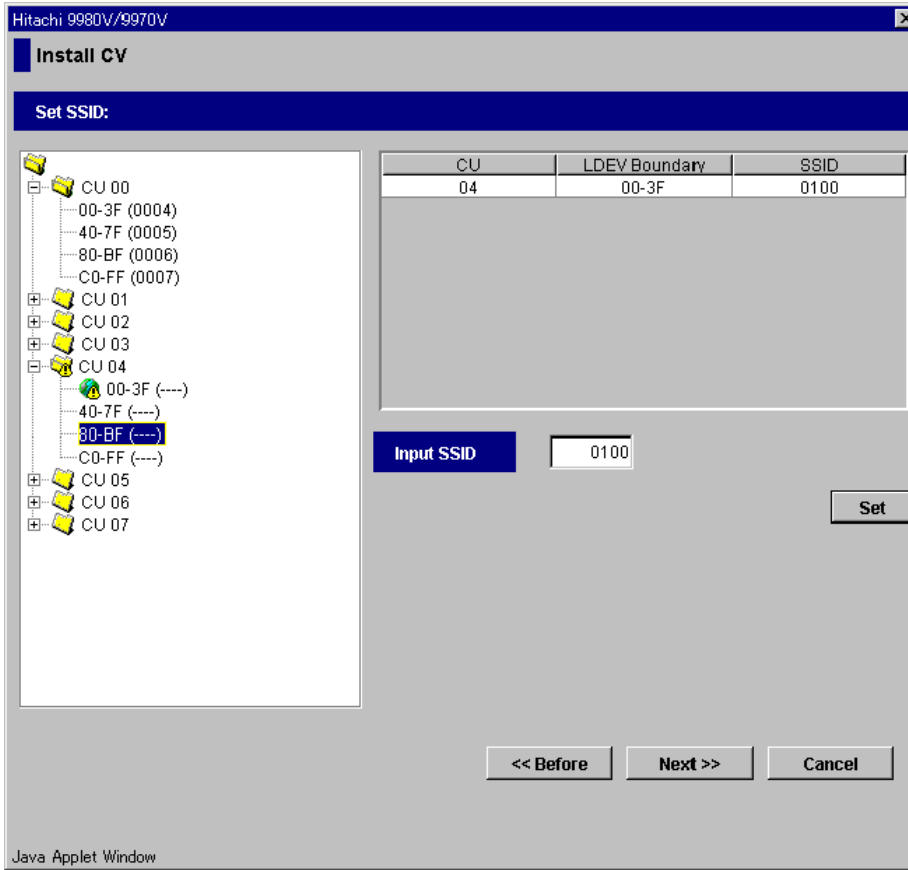 Hitachi 9980V/9970V
Install CV
Set SSID:
CU 00
00-3F (0004)
40-7F (0005)
80-BF (0006)
C0-FF (0007)
CU 01
CU 02
CU 03
CU 04
00-3F (----)
40-7F (----)
80-BF (----)
C0-FF (----)
CU 05
CU 06
CU 07
CU LDEV Boundary SSID
04 00-3F 0100
Input SSID 0100
Set
<< Before Next >> Cancel
Java Applet Window